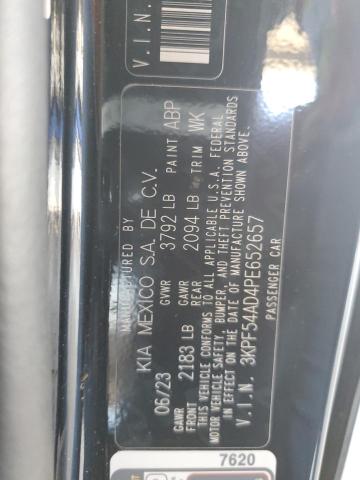 V.I.N.
MANUFACTURED BY
KIA MEXICO S.A. DE C.V.
06/23 GVWR 3792 LB PAINT ABP
GAWR FRONT 2183 LB GAWR REAR 2094 LB TRIM WK
THIS VEHICLE CONFORMS TO ALL APPLICABLE U.S.A. FEDERAL
MOTOR VEHICLE SAFETY, BUMPER, AND THEFT PREVENTION STANDARDS
IN EFFECT ON THE DATE OF MANUFACTURE SHOWN ABOVE.
V.I.N. 3KPF54AD4PE652657
PASSENGER CAR
7620